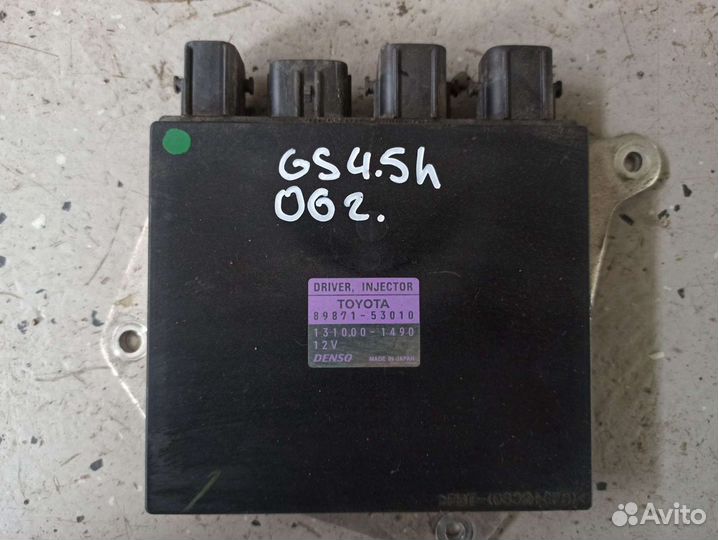 GS4.5h
06г.
DRIVER, INJECTOR
TOYOTA
89871-53010
131000-1490
12V
DENSO MADE IN JAPAN
Avito